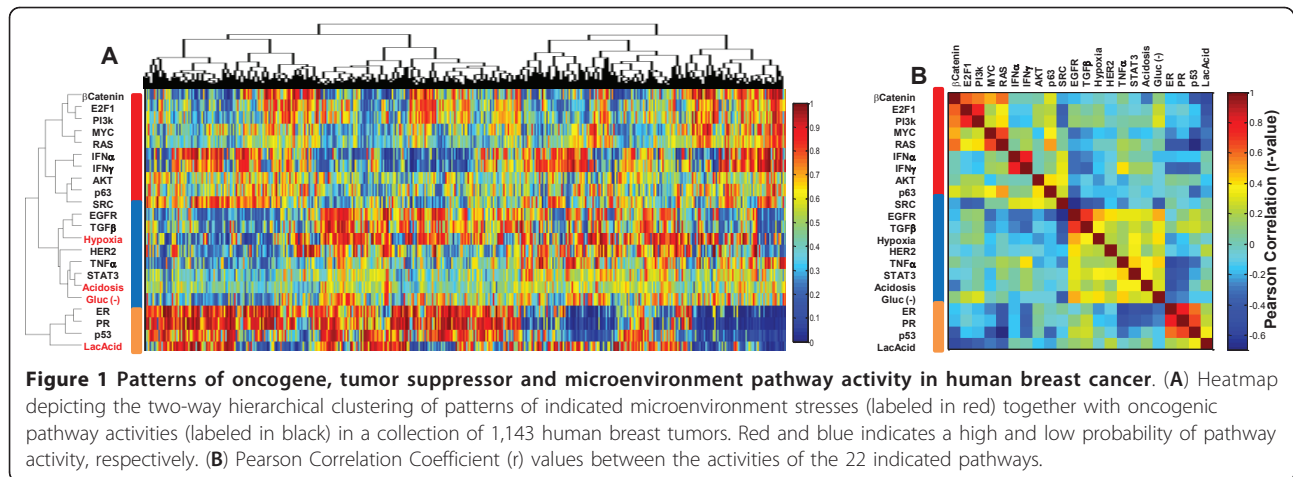 A
βCatenin
E2F1
PI3k
MYC
RAS
IFNα
IFNγ
AKT
p63
SRC
EGFR
TGFβ
Hypoxia
HER2
TNFα
STAT3
Acidosis
Gluc (-)
ER
PR
p53
LacAcid
1
0.9
0.8
0.7
0.6
0.5
0.4
0.3
0.2
0.1
0
B
βCatenin
E2F1
PI3K
MYC
RAS
IFNα
IFNγ
AKT
p63
SRC
EGFR
TGFβ
Hypoxia
HER2
TNFα
STAT3
Acidosis
Gluc (-)
ER
PR
p53
LacAcid
βCatenin
E2F1
PI3K
MYC
RAS
IFNα
IFNγ
AKT
p63
SRC
EGFR
TGFβ
Hypoxia
HER2
TNFα
STAT3
Acidosis
Gluc (-)
ER
PR
p53
LacAcid
1
0.8
0.6
0.4
0.2
0
-0.2
-0.4
-0.6
Pearson Correlation (r-value)
Figure 1 Patterns of oncogene, tumor suppressor and microenvironment pathway activity in human breast cancer. (A) Heatmap
depicting the two-way hierarchical clustering of patterns of indicated microenvironment stresses (labeled in red) together with oncogenic
pathway activities (labeled in black) in a collection of 1,143 human breast tumors. Red and blue indicates a high and low probability of pathway
activity, respectively. (B) Pearson Correlation Coefficient (r) values between the activities of the 22 indicated pathways.